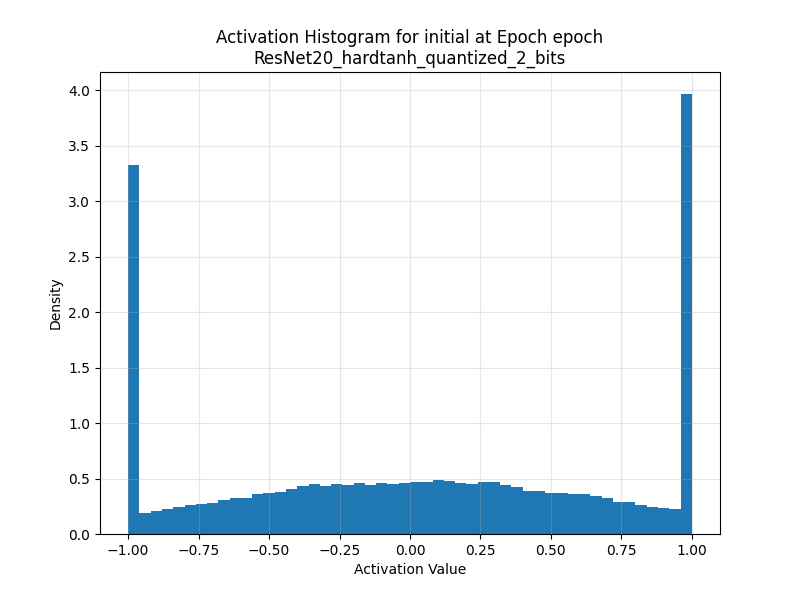 Activation Histogram for initial at Epoch epoch
ResNet20_hardtanh_quantized_2_bits
4.0
3.5
3.0
2.5
2.0
1.5
1.0
0.5
0.0
Density
−1.00 −0.75 −0.50 −0.25 0.00 0.25 0.50 0.75 1.00
Activation Value